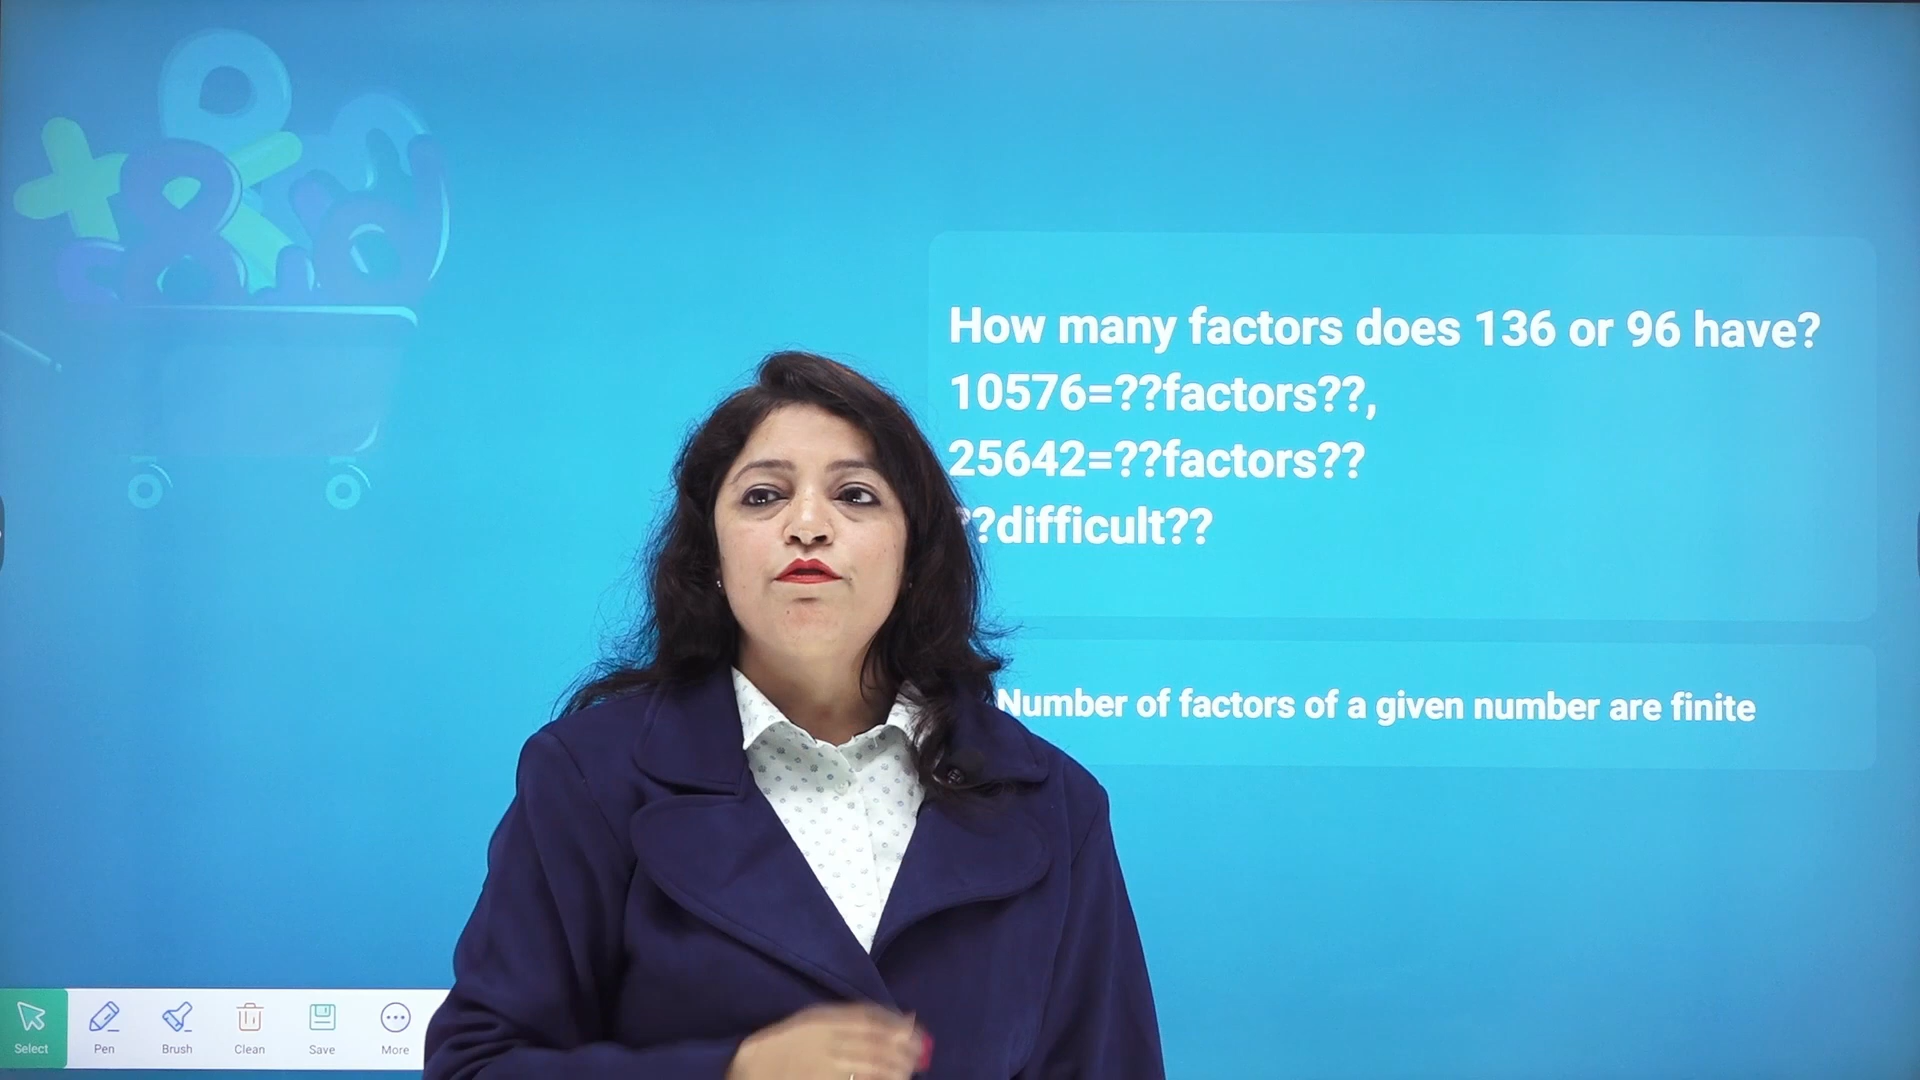 How many factors does 136 or 96 have?
10576=??factors??,
25642=??factors??
??difficult??
Number of factors of a given number are finite
Select
Pen
Brush
Clean
Save
More